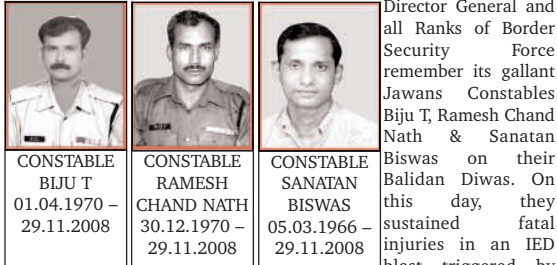 CONSTABLE
BIJU T
01.04.1970 –
29.11.2008
CONSTABLE
RAMESH
CHAND NATH
30.12.1970 –
29.11.2008
CONSTABLE
SANATAN
BISWAS
05.03.1966 –
29.11.2008
Director General and
all Ranks of Border
Security Force
remember its gallant
Jawans Constables
Biju T, Ramesh Chand
Nath & Sanatan
Biswas on their
Balidan Diwas. On
this day, they
sustained fatal
injuries in an IED
blast triggered by